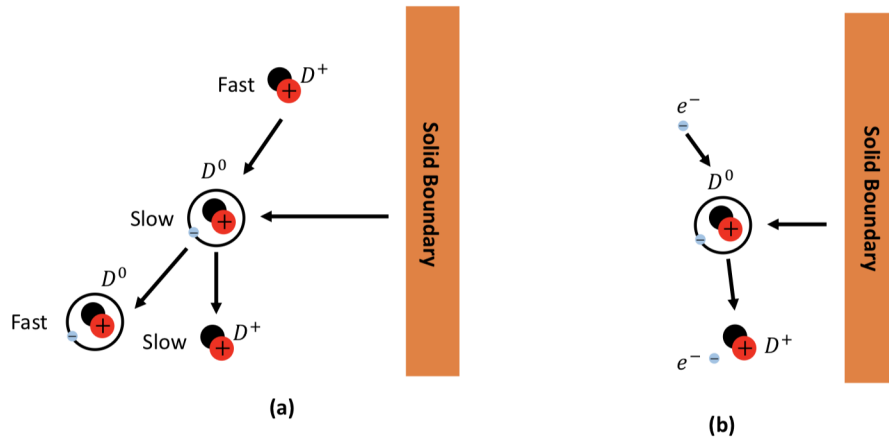 Fast D⁺
D⁰
Slow
D⁰
Fast
Slow D⁺
Solid Boundary
(a)
e⁻
D⁰
D⁺
e⁻
Solid Boundary
(b)